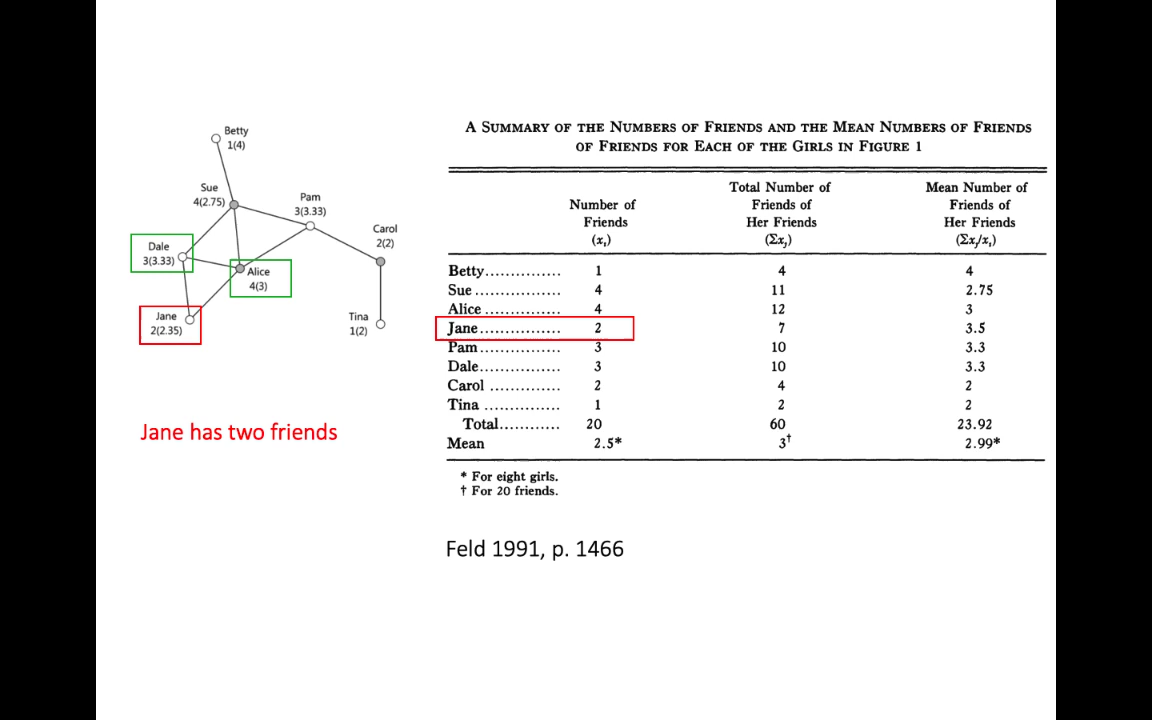 Betty
1(4)
Sue
4(2.75)
Pam
3(3.33)
Carol
2(2)
Dale
3(3.33)
Alice
4(3)
Jane
2(2.35)
Tina
1(2)
Jane has two friends
A SUMMARY OF THE NUMBERS OF FRIENDS AND THE MEAN NUMBERS OF FRIENDS
OF FRIENDS FOR EACH OF THE GIRLS IN FIGURE 1
Number of
Friends
(xᵢ)
Total Number of
Friends of
Her Friends
(Σxⱼ)
Mean Number of
Friends of
Her Friends
(Σxⱼ/xᵢ)
Betty............... 1 4 4
Sue ................. 4 11 2.75
Alice ............... 4 12 3
Jane................. 2 7 3.5
Pam................. 3 10 3.3
Dale................. 3 10 3.3
Carol .............. 2 4 2
Tina ............... 1 2 2
Total............ 20 60 23.92
Mean 2.5* 3† 2.99*
* For eight girls.
† For 20 friends.
Feld 1991, p. 1466